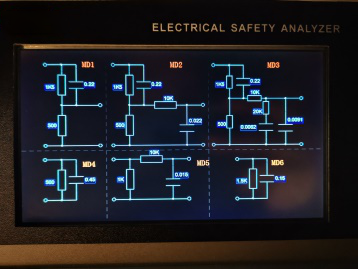 ELECTRICAL SAFETY ANALYZER
MD1
MD2
MD3
1K5
0.22
1K5
0.22
1K5
0.22
10K
10K
20K
500
500
0.022
500
0.0062
0.0091
MD4
MD5
MD6
10K
500
0.45
1K
0.015
1.5K
0.15